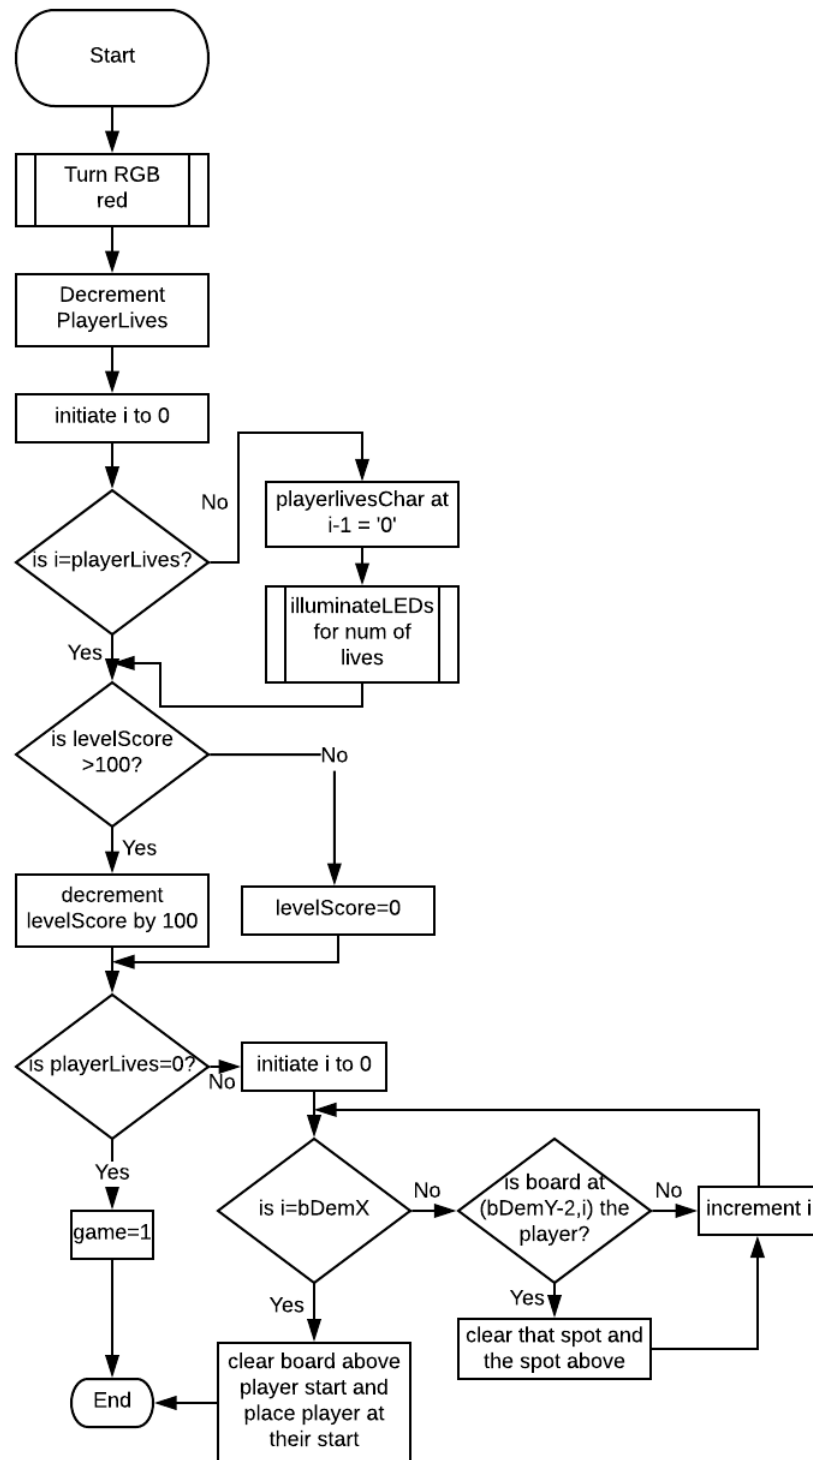 Start
Turn RGB
red
Decrement
PlayerLives
initiate i to 0
No
playerlivesChar at
i-1 = '0'
is i=playerLives?
illuminateLEDs
for num of
lives
Yes
is levelScore
>100?
No
Yes
decrement
levelScore by 100
levelScore=0
is playerLives=0?
No
initiate i to 0
Yes
is i=bDemX
No
is board at
(bDemY-2,i) the
player?
No
increment i
game=1
Yes
Yes
clear that spot and
the spot above
clear board above
player start and
place player at
their start
End